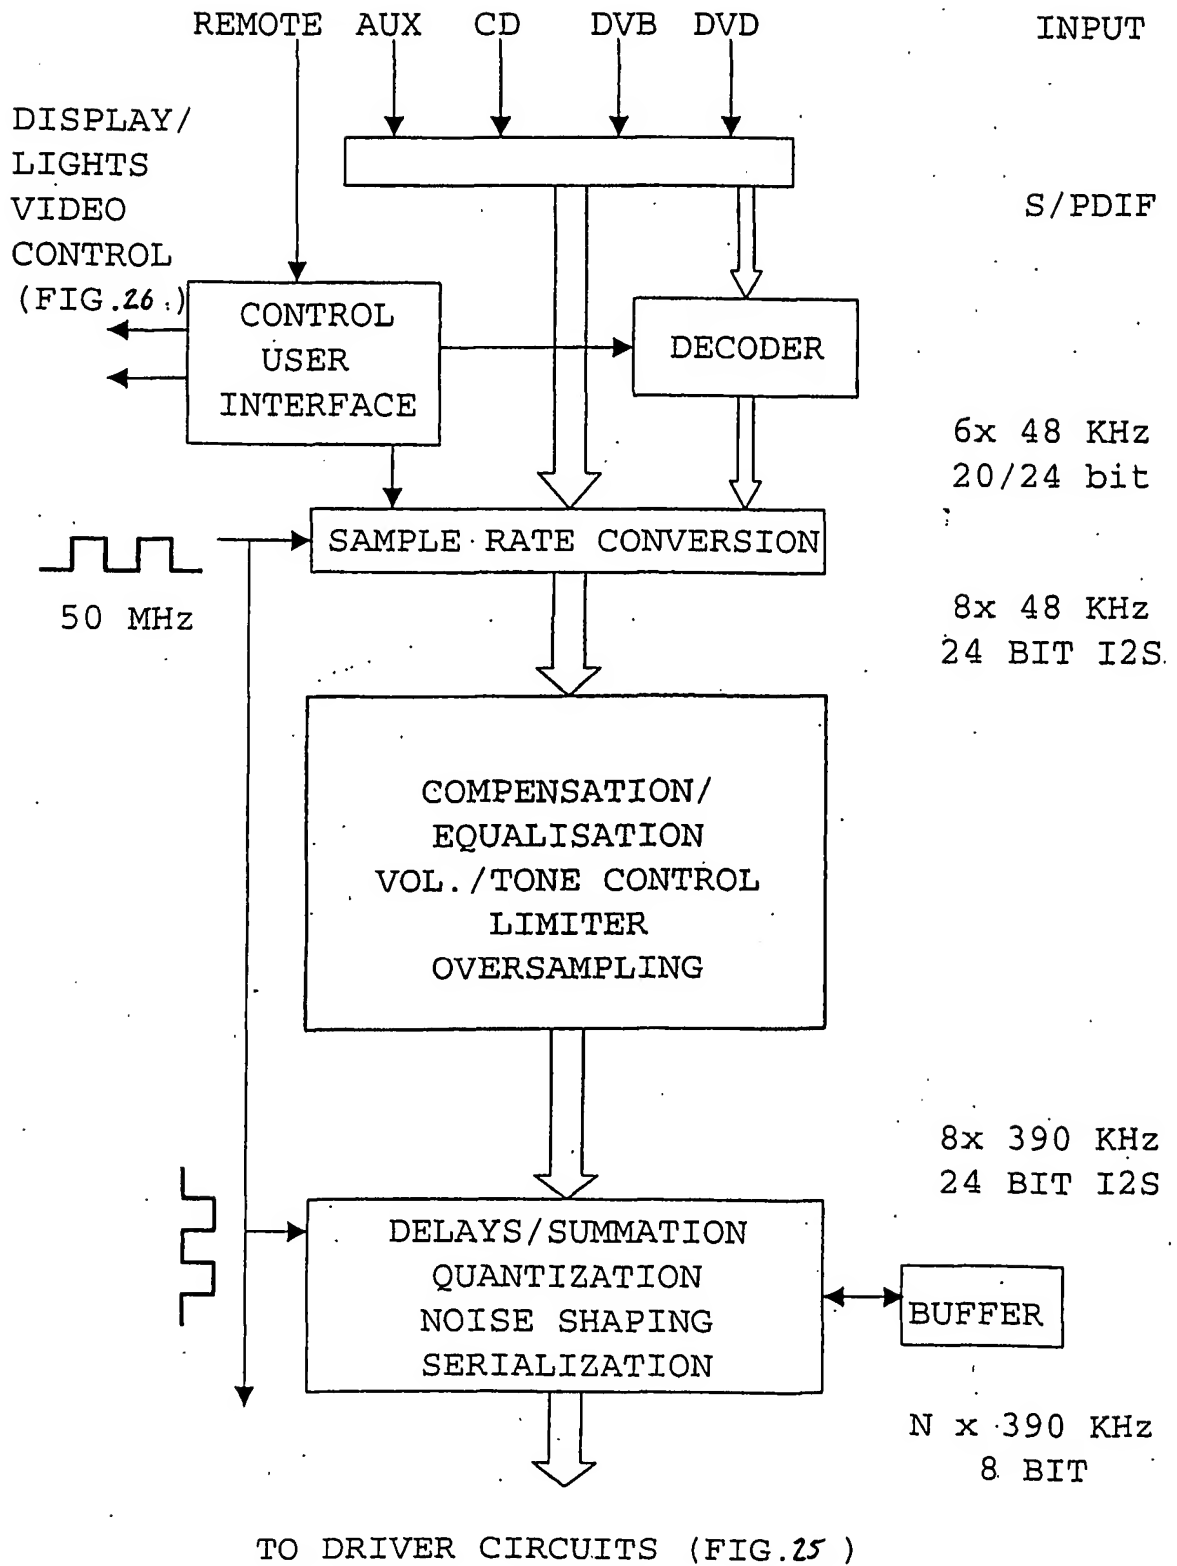 REMOTE AUX CD DVB DVD INPUT
DISPLAY/
LIGHTS
VIDEO
CONTROL
(FIG.26.)
S/PDIF
CONTROL
USER
INTERFACE
DECODER
6x 48 KHz
20/24 bit
SAMPLE RATE CONVERSION
50 MHz
8x 48 KHz
24 BIT I2S
COMPENSATION/
EQUALISATION
VOL./TONE CONTROL
LIMITER
OVERSAMPLING
8x 390 KHz
24 BIT I2S
DELAYS/SUMMATION
QUANTIZATION
NOISE SHAPING
SERIALIZATION
BUFFER
N x 390 KHz
8 BIT
TO DRIVER CIRCUITS (FIG.25 )